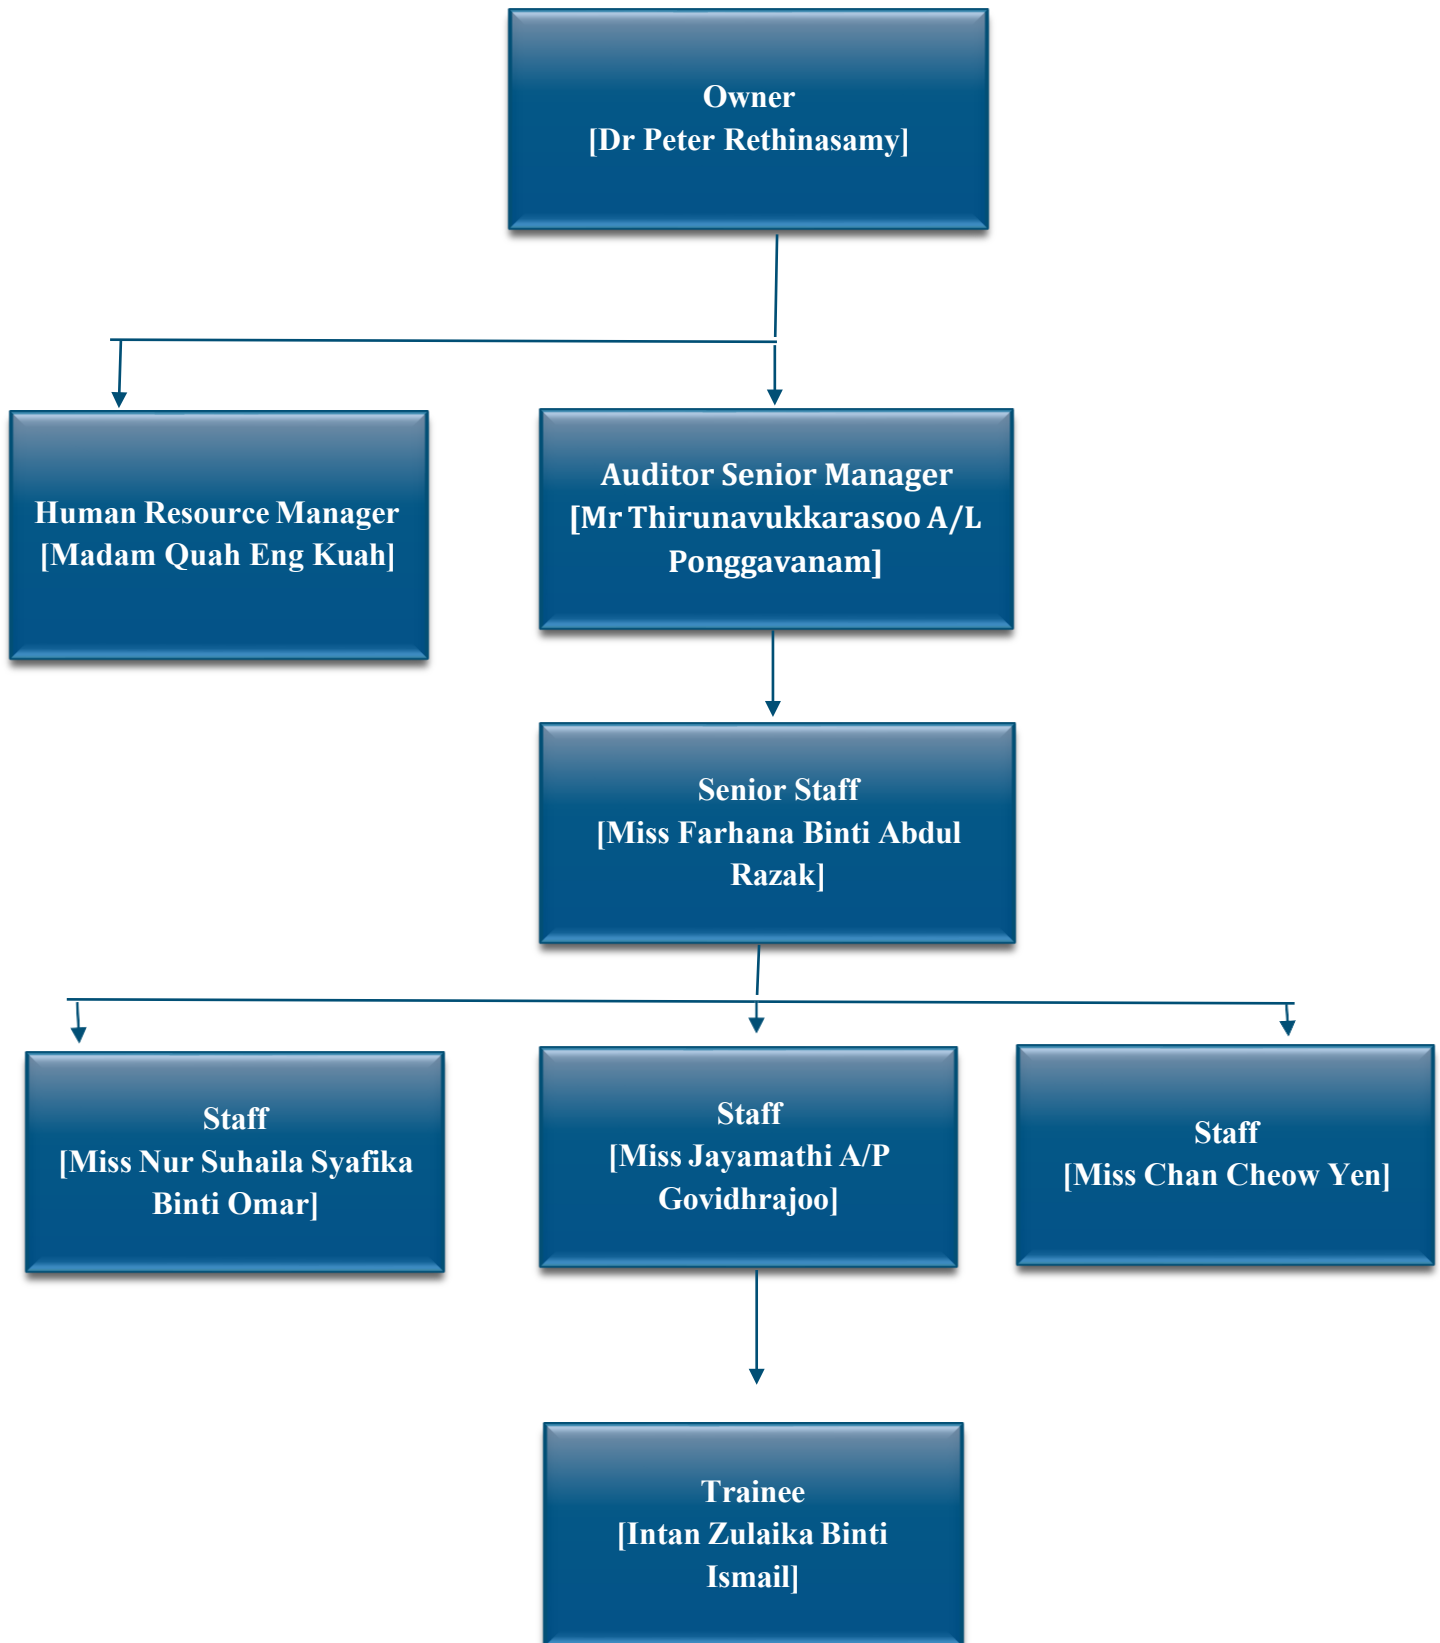 Owner
[Dr Peter Rethinasamy]
Human Resource Manager
[Madam Quah Eng Kuah]
Auditor Senior Manager
[Mr Thirunavukkarasoo A/L
Ponggavanam]
Senior Staff
[Miss Farhana Binti Abdul
Razak]
Staff
[Miss Nur Suhaila Syafika
Binti Omar]
Staff
[Miss Jayamathi A/P
Govidhrajoo]
Staff
[Miss Chan Cheow Yen]
Trainee
[Intan Zulaika Binti
Ismail]